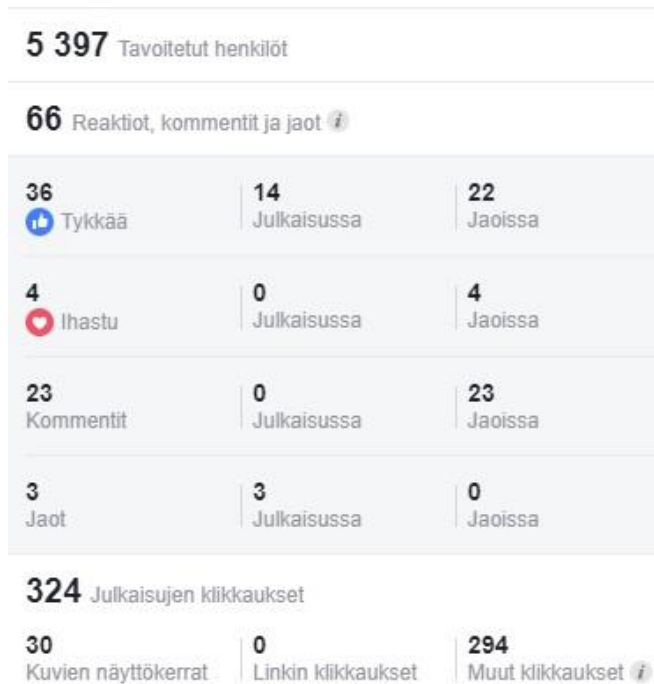 5 397 Tavoitetut henkilöt
66 Reaktiot, kommentit ja jaot i
36 14 22
Tykkää Julkaisussa Jaoissa
4 0 4
Ihastu Julkaisussa Jaoissa
23 0 23
Kommentit Julkaisussa Jaoissa
3 3 0
Jaot Julkaisussa Jaoissa
324 Julkaisujen klikkaukset
30 0 294
Kuvien näyttökerrat Linkin klikkaukset Muut klikkaukset i